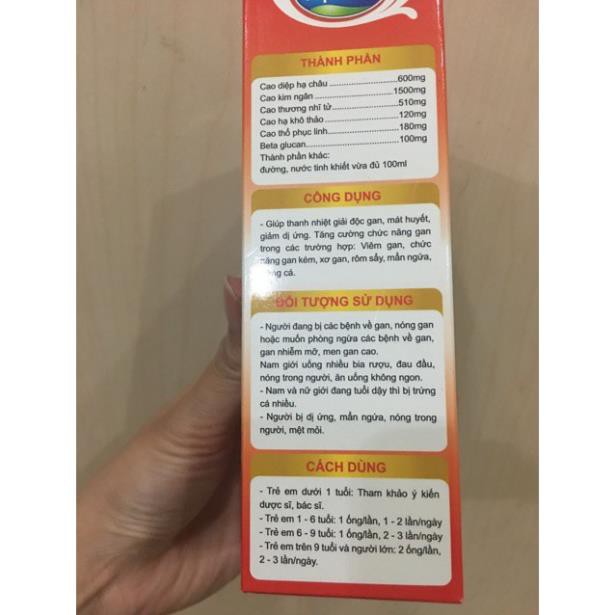 THÀNH PHẦN
Cao diệp hạ châu ........................600mg
Cao kim ngân ..........................1500mg
Cao thương nhĩ tử.......................510mg
Cao hạ khô thảo.........................120mg
Cao thổ phục linh.......................180mg
Beta glucan.............................100mg
Thành phần khác:
đường, nước tinh khiết vừa đủ 100ml
CÔNG DỤNG
- Giúp thanh nhiệt giải độc gan, mát huyết,
giảm dị ứng. Tăng cường chức năng gan
trong các trường hợp: Viêm gan, chức
năng gan kém, xơ gan, rôm sẩy, mẩn ngứa,
cá.
ĐỐI TƯỢNG SỬ DỤNG
- Người đang bị các bệnh về gan, nóng gan
hoặc muốn phòng ngừa các bệnh về gan,
gan nhiễm mỡ, men gan cao.
Nam giới uống nhiều bia rượu, đau đầu,
nóng trong người, ăn uống không ngon.
- Nam và nữ giới đang tuổi dậy thì bị trứng
cá nhiều.
- Người bị dị ứng, mẩn ngứa, nóng trong
người, mệt mỏi.
CÁCH DÙNG
- Trẻ em dưới 1 tuổi: Tham khảo ý kiến
dược sĩ, bác sĩ.
- Trẻ em 1 - 6 tuổi: 1 ống/lần, 1 - 2 lần/ngày
- Trẻ em 6 - 9 tuổi: 1 ống/lần, 2 - 3 lần/ngày
- Trẻ em trên 9 tuổi và người lớn: 2 ống/lần,
2 - 3 lần/ngày.